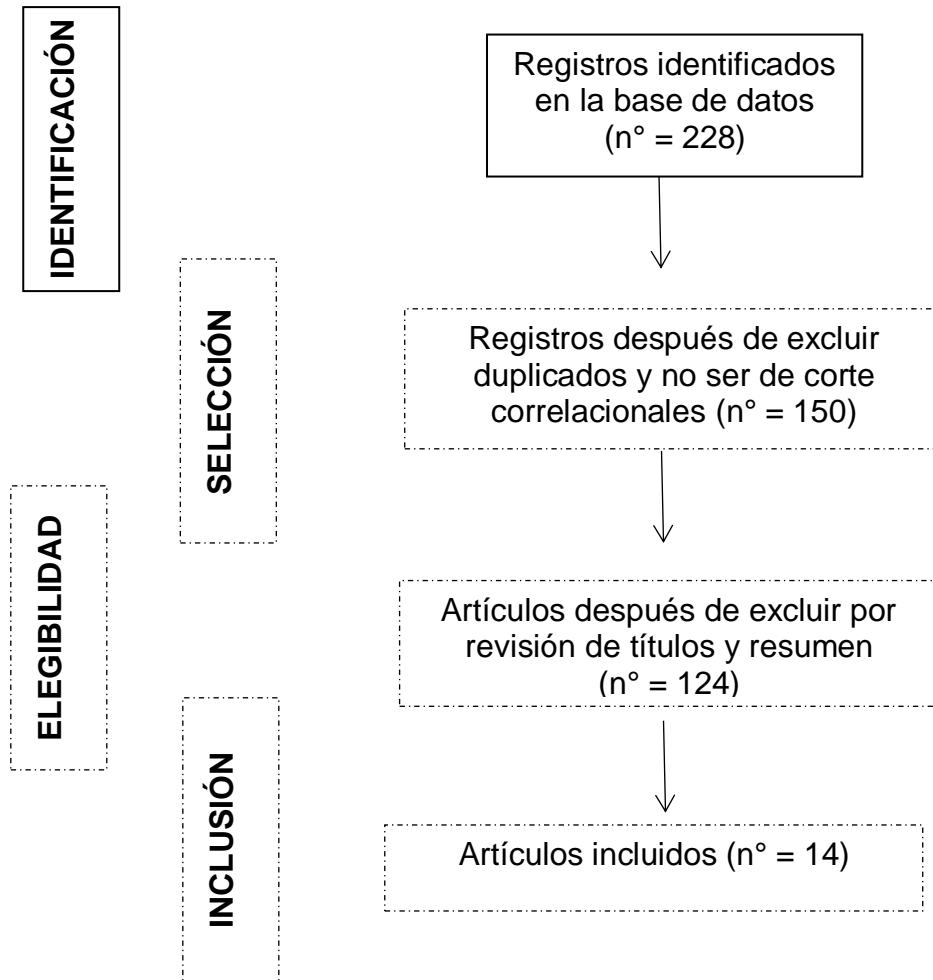 IDENTIFICACIÓN
Registros identificados
en la base de datos
(n° = 228)
SELECCIÓN
Registros después de excluir
duplicados y no ser de corte
correlacionales (n° = 150)
ELEGIBILIDAD
Artículos después de excluir por
revisión de títulos y resumen
(n° = 124)
INCLUSIÓN
Artículos incluidos (n° = 14)